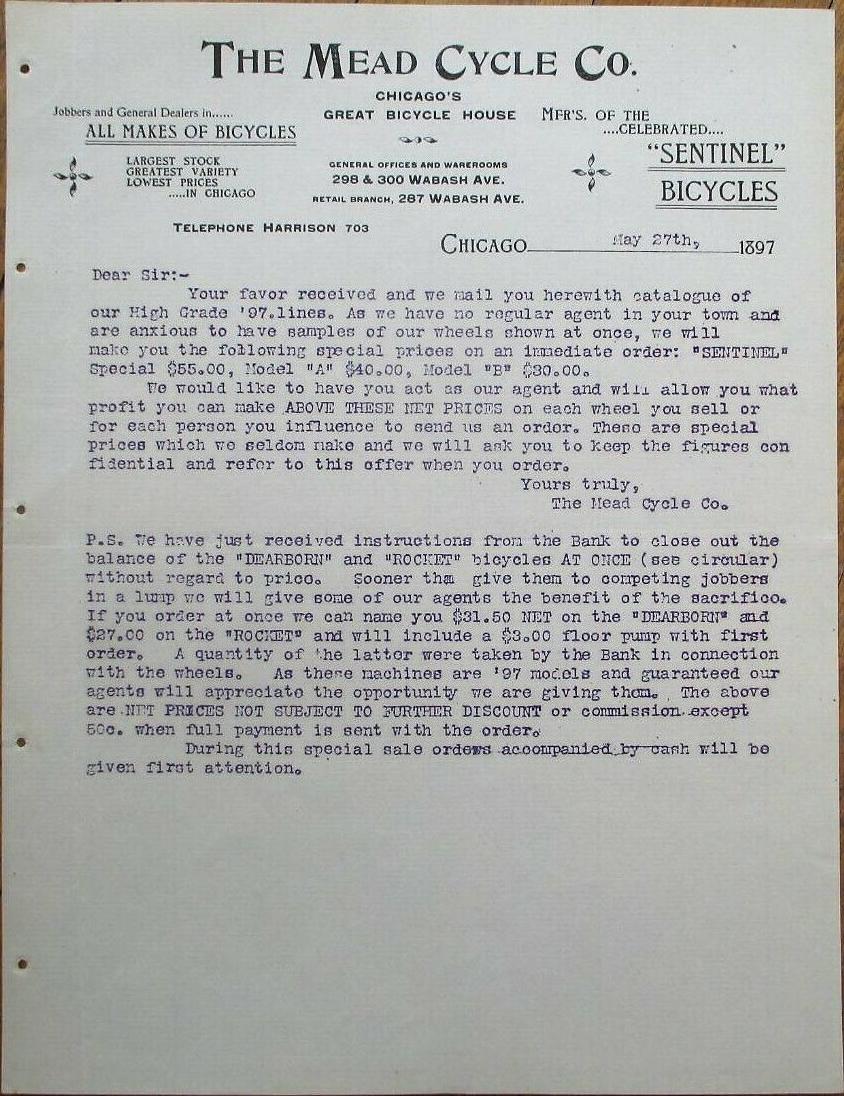 THE MEAD CYCLE CO.
CHICAGO'S
GREAT BICYCLE HOUSE
Jobbers and General Dealers in......
ALL MAKES OF BICYCLES
LARGEST STOCK
GREATEST VARIETY
LOWEST PRICES
.....IN CHICAGO
GENERAL OFFICES AND WAREROOMS
298 & 300 WABASH AVE.
RETAIL BRANCH, 287 WABASH AVE.
MFR'S. OF THE
....CELEBRATED....
"SENTINEL"
BICYCLES
TELEPHONE HARRISON 703
CHICAGO May 27th, 1897
Dear Sir:-
Your favor received and we mail you herewith catalogue of
our High Grade '97.lines. As we have no regular agent in your town and
are anxious to have samples of our wheels shown at once, we will
make you the following special prices on an immediate order: "SENTINEL"
Special $55.00, Model "A" $40.00, Model "B" $30.00.
We would like to have you act as our agent and will allow you what
profit you can make ABOVE THESE NET PRICES on each wheel you sell or
for each person you influence to send us an order. These are special
prices which we seldom make and we will ask you to keep the figures con
fidential and refer to this offer when you order.
Yours truly,
The Mead Cycle Co.
P.S. We have just received instructions from the Bank to close out the
balance of the "DEARBORN" and "ROCKET" bicycles AT ONCE (see circular)
without regard to price. Sooner than give them to competing jobbers
in a lump we will give some of our agents the benefit of the sacrifice.
If you order at once we can name you $31.50 NET on the "DEARBORN" and
$27.00 on the "ROCKET" and will include a $3.00 floor pump with first
order. A quantity of the latter were taken by the Bank in connection
with the wheels. As these machines are '97 models and guaranteed our
agents will appreciate the opportunity we are giving them. The above
are NET PRICES NOT SUBJECT TO FURTHER DISCOUNT or commission except
50c. when full payment is sent with the order.
During this special sale orders accompanied by cash will be
given first attention.